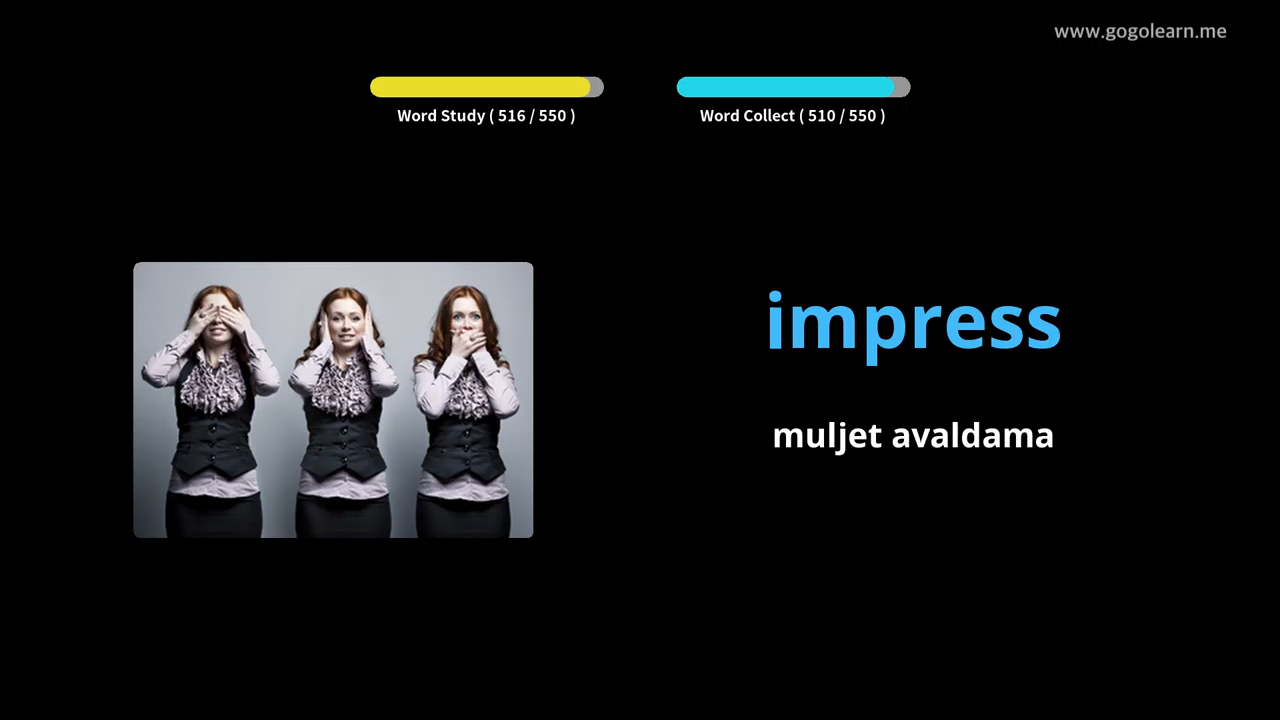 www.gogolearn.me
Word Study ( 516 / 550 )
Word Collect ( 510 / 550 )
impress
muljet avaldama